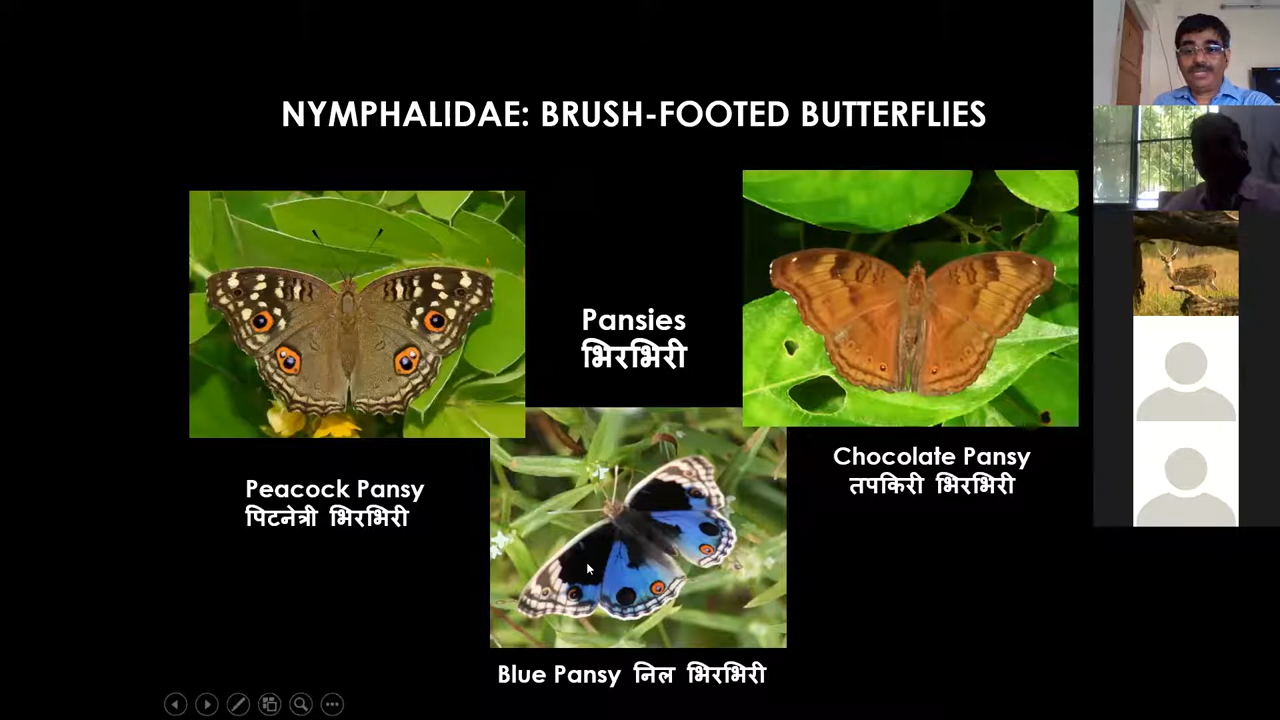 NYMPHALIDAE: BRUSH-FOOTED BUTTERFLIES
Pansies
भिरभिरी
Peacock Pansy
पिटनेत्री भिरभिरी
Chocolate Pansy
तपकिरी भिरभिरी
Blue Pansy निल भिरभिरी